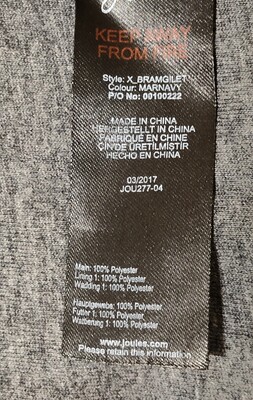 KEEP AWAY
FROM FIRE
Style: X_BRAMGILET
Colour: MARNAVY
P/O No: 00100222
MADE IN CHINA
HERGESTELLT IN CHINA
FABRIQUÉ EN CHINE
ÇIN'DE ÜRETİLMİŞTİR
HECHO EN CHINA
03/2017
JOU277-04
Main: 100% Polyester
Lining 1: 100% Polyester
Wadding 1: 100% Polyester
Hauptgewebe: 100% Polyester
Futter 1: 100% Polyester
Wattierung 1: 100% Polyester
www.joules.com
Please retain this information